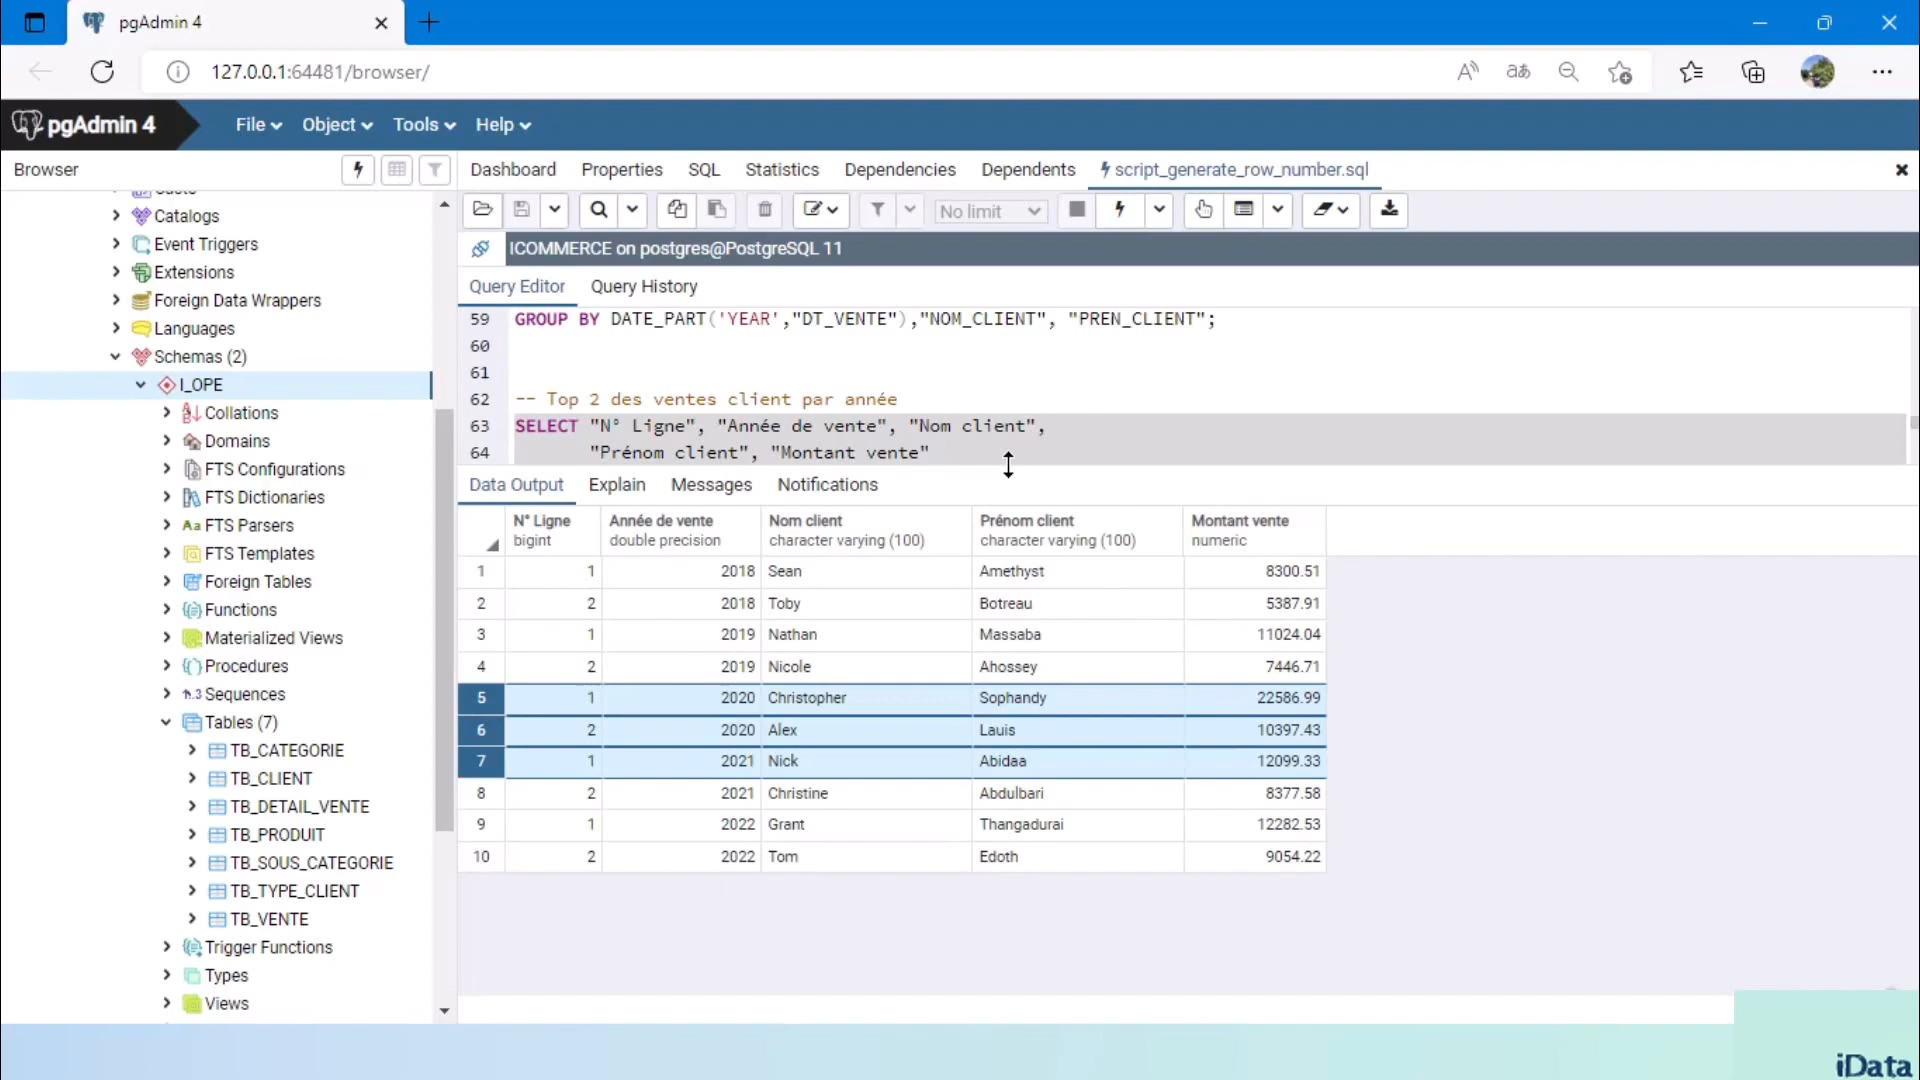 pgAdmin 4
127.0.0.1:64481/browser/
pgAdmin 4
File
Object
Tools
Help
Browser
Dashboard
Properties
SQL
Statistics
Dependencies
Dependents
script_generate_row_number.sql
No limit
ICOMMERCE on postgres@PostgreSQL 11
Query Editor
Query History
Catalogs
Event Triggers
Extensions
Foreign Data Wrappers
Languages
Schemas (2)
I_OPE
Collations
Domains
FTS Configurations
FTS Dictionaries
Aa FTS Parsers
FTS Templates
Foreign Tables
Functions
Materialized Views
Procedures
1..3 Sequences
Tables (7)
TB_CATEGORIE
TB_CLIENT
TB_DETAIL_VENTE
TB_PRODUIT
TB_SOUS_CATEGORIE
TB_TYPE_CLIENT
TB_VENTE
Trigger Functions
Types
Views
59 GROUP BY DATE_PART('YEAR',"DT_VENTE"),"NOM_CLIENT", "PREN_CLIENT";
60
61
62 -- Top 2 des ventes client par année
63 SELECT "N° Ligne", "Année de vente", "Nom client",
64 "Prénom client", "Montant vente"
Data Output
Explain
Messages
Notifications
N° Ligne Année de vente Nom client Prénom client Montant vente
bigint double precision character varying (100) character varying (100) numeric
1 1 2018 Sean Amethyst 8300.51
2 2 2018 Toby Botreau 5387.91
3 1 2019 Nathan Massaba 11024.04
4 2 2019 Nicole Ahossey 7446.71
5 1 2020 Christopher Sophandy 22586.99
6 2 2020 Alex Lauis 10397.43
7 1 2021 Nick Abidaa 12099.33
8 2 2021 Christine Abdulbari 8377.58
9 1 2022 Grant Thangadurai 12282.53
10 2 2022 Tom Edoth 9054.22
iData